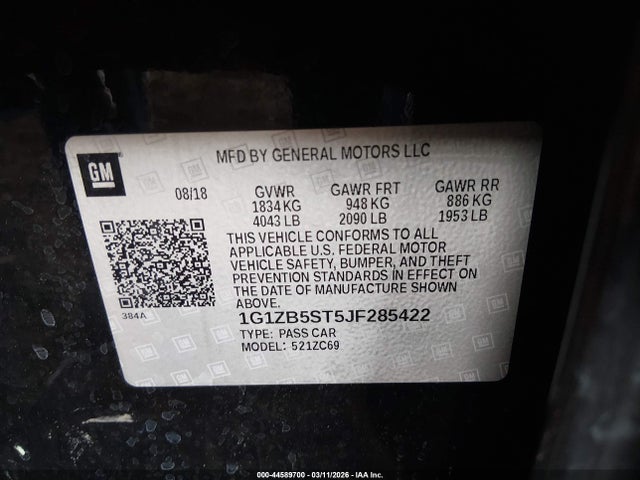 GM
MFD BY GENERAL MOTORS LLC
08/18 GVWR GAWR FRT GAWR RR
1834 KG 948 KG 886 KG
4043 LB 2090 LB 1953 LB
THIS VEHICLE CONFORMS TO ALL
APPLICABLE U.S. FEDERAL MOTOR
VEHICLE SAFETY, BUMPER, AND THEFT
PREVENTION STANDARDS IN EFFECT ON
THE DATE OF MANUFACTURE SHOWN
ABOVE.
384A
1G1ZB5ST5JF285422
TYPE: PASS CAR
MODEL: 521ZC69
000-44589700 - 03/11/2026 - IAA Inc.